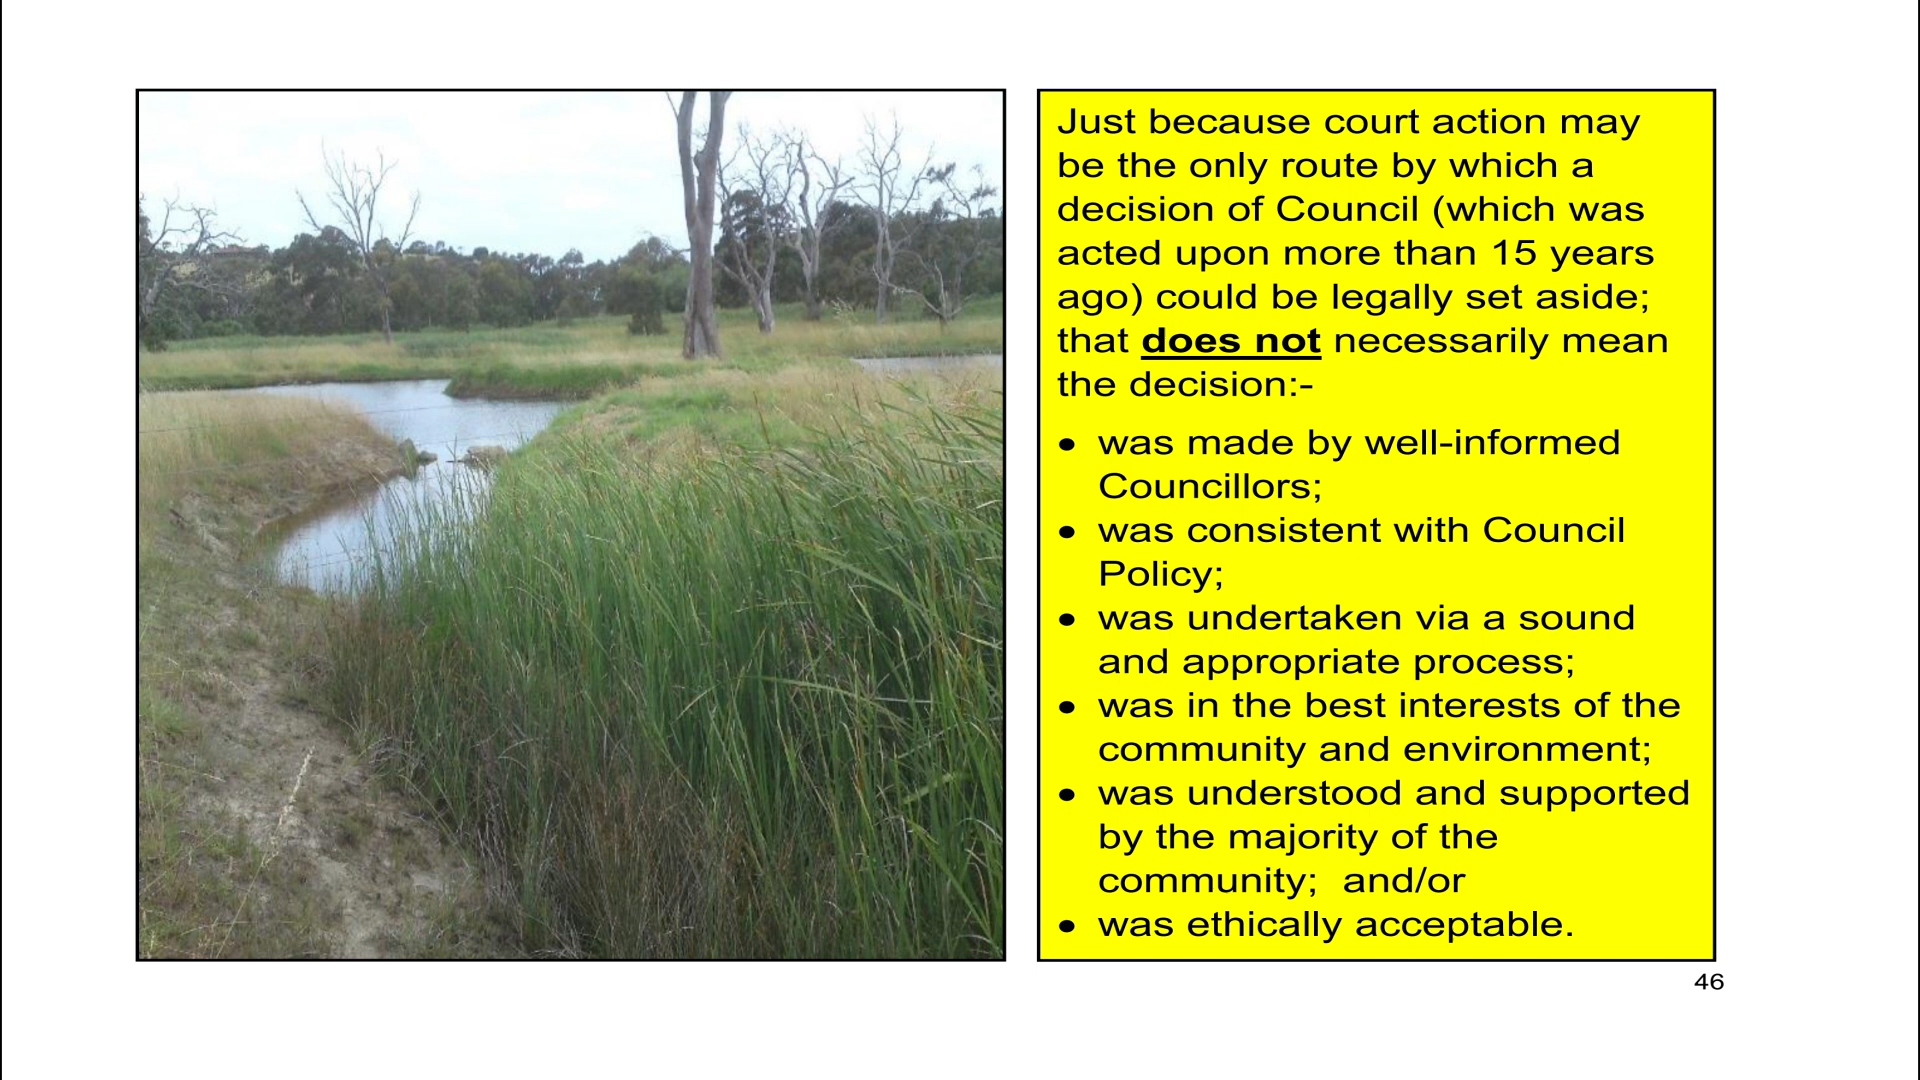 Just because court action may
be the only route by which a
decision of Council (which was
acted upon more than 15 years
ago) could be legally set aside;
that does not necessarily mean
the decision:-
• was made by well-informed
Councillors;
• was consistent with Council
Policy;
• was undertaken via a sound
and appropriate process;
• was in the best interests of the
community and environment;
• was understood and supported
by the majority of the
community;  and/or
• was ethically acceptable.
46